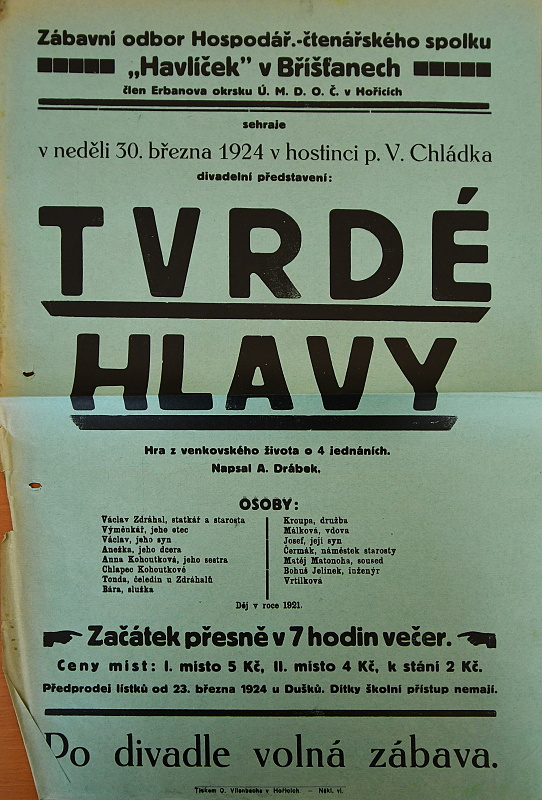 Zábavní odbor Hospodář.-čtenářského spolku
„Havlíček" v Bříšťanech
člen Erbanova okrsku Ú. M. D. O. Č. v Hořicích
sehraje
v neděli 30. března 1924 v hostinci p. V. Chládka
divadelní představení:
TVRDÉ
HLAVY
Hra z venkovského života o 4 jednáních.
Napsal A. Drábek.
OSOBY:
Václav Zdráhal, statkář a starosta
Výměnkář, jeho otec
Václav, jeho syn
Anežka, jeho dcera
Anna Kohoutková, jeho sestra
Chlapec Kohoutkové
Tonda, čeledín u Zdráhalů
Bára, služka
Kroupa, družba
Málková, vdova
Josef, její syn
Čermák, náměstek starosty
Matěj Matonoha, soused
Bohuš Jelínek, inženýr
Vrtílková
Děj v roce 1921.
Začátek přesně v 7 hodin večer.
Ceny míst: I. místo 5 Kč, II. místo 4 Kč, k stání 2 Kč.
Předprodej lístků od 23. března 1924 u Dušků. Dítky školní přístup nemají.
Po divadle volná zábava.
Tiskem O. Vilenbacha v Hořicích — Nákl. vl.